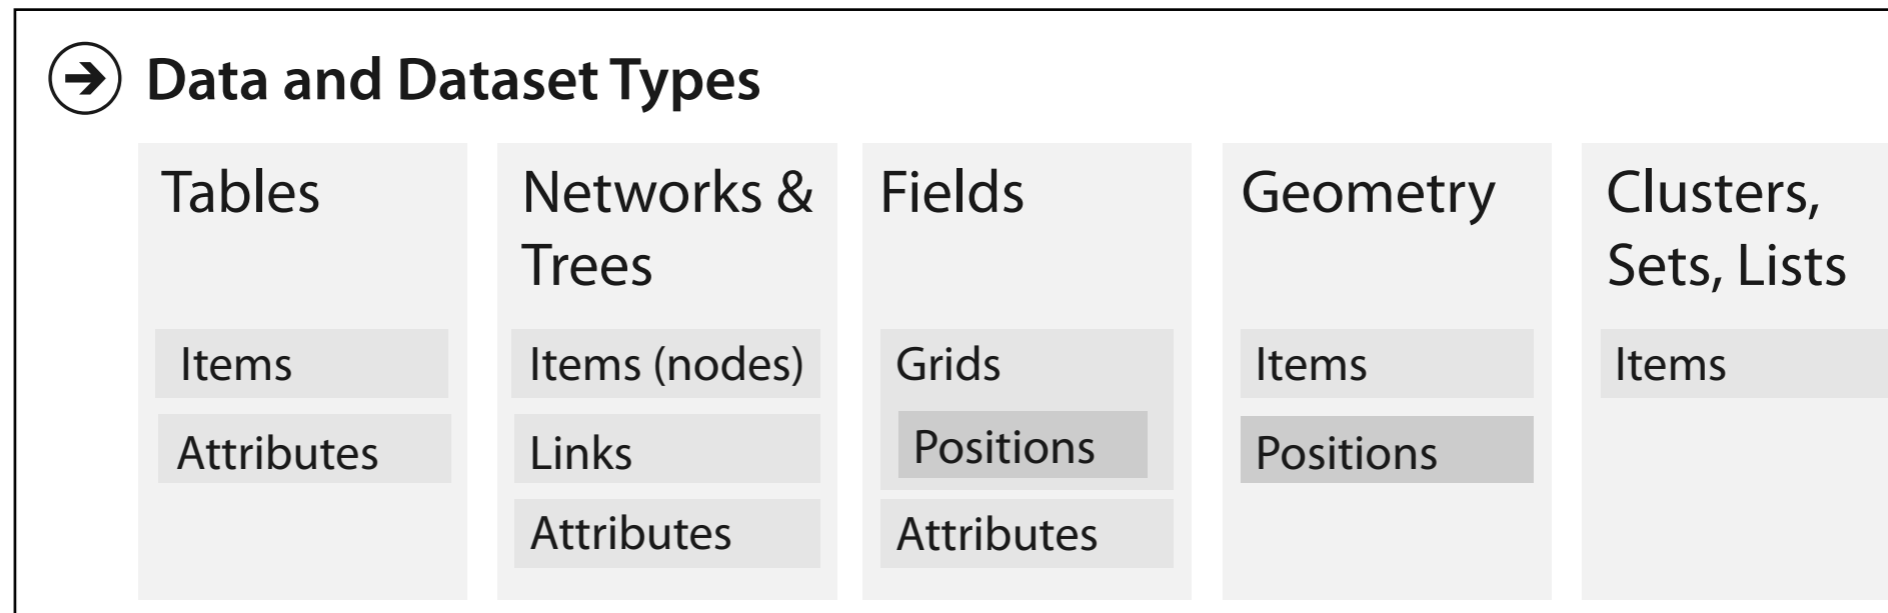 Data and Dataset Types
Tables
Items
Attributes
Networks &
Trees
Items (nodes)
Links
Attributes
Fields
Grids
Positions
Attributes
Geometry
Items
Positions
Clusters,
Sets, Lists
Items